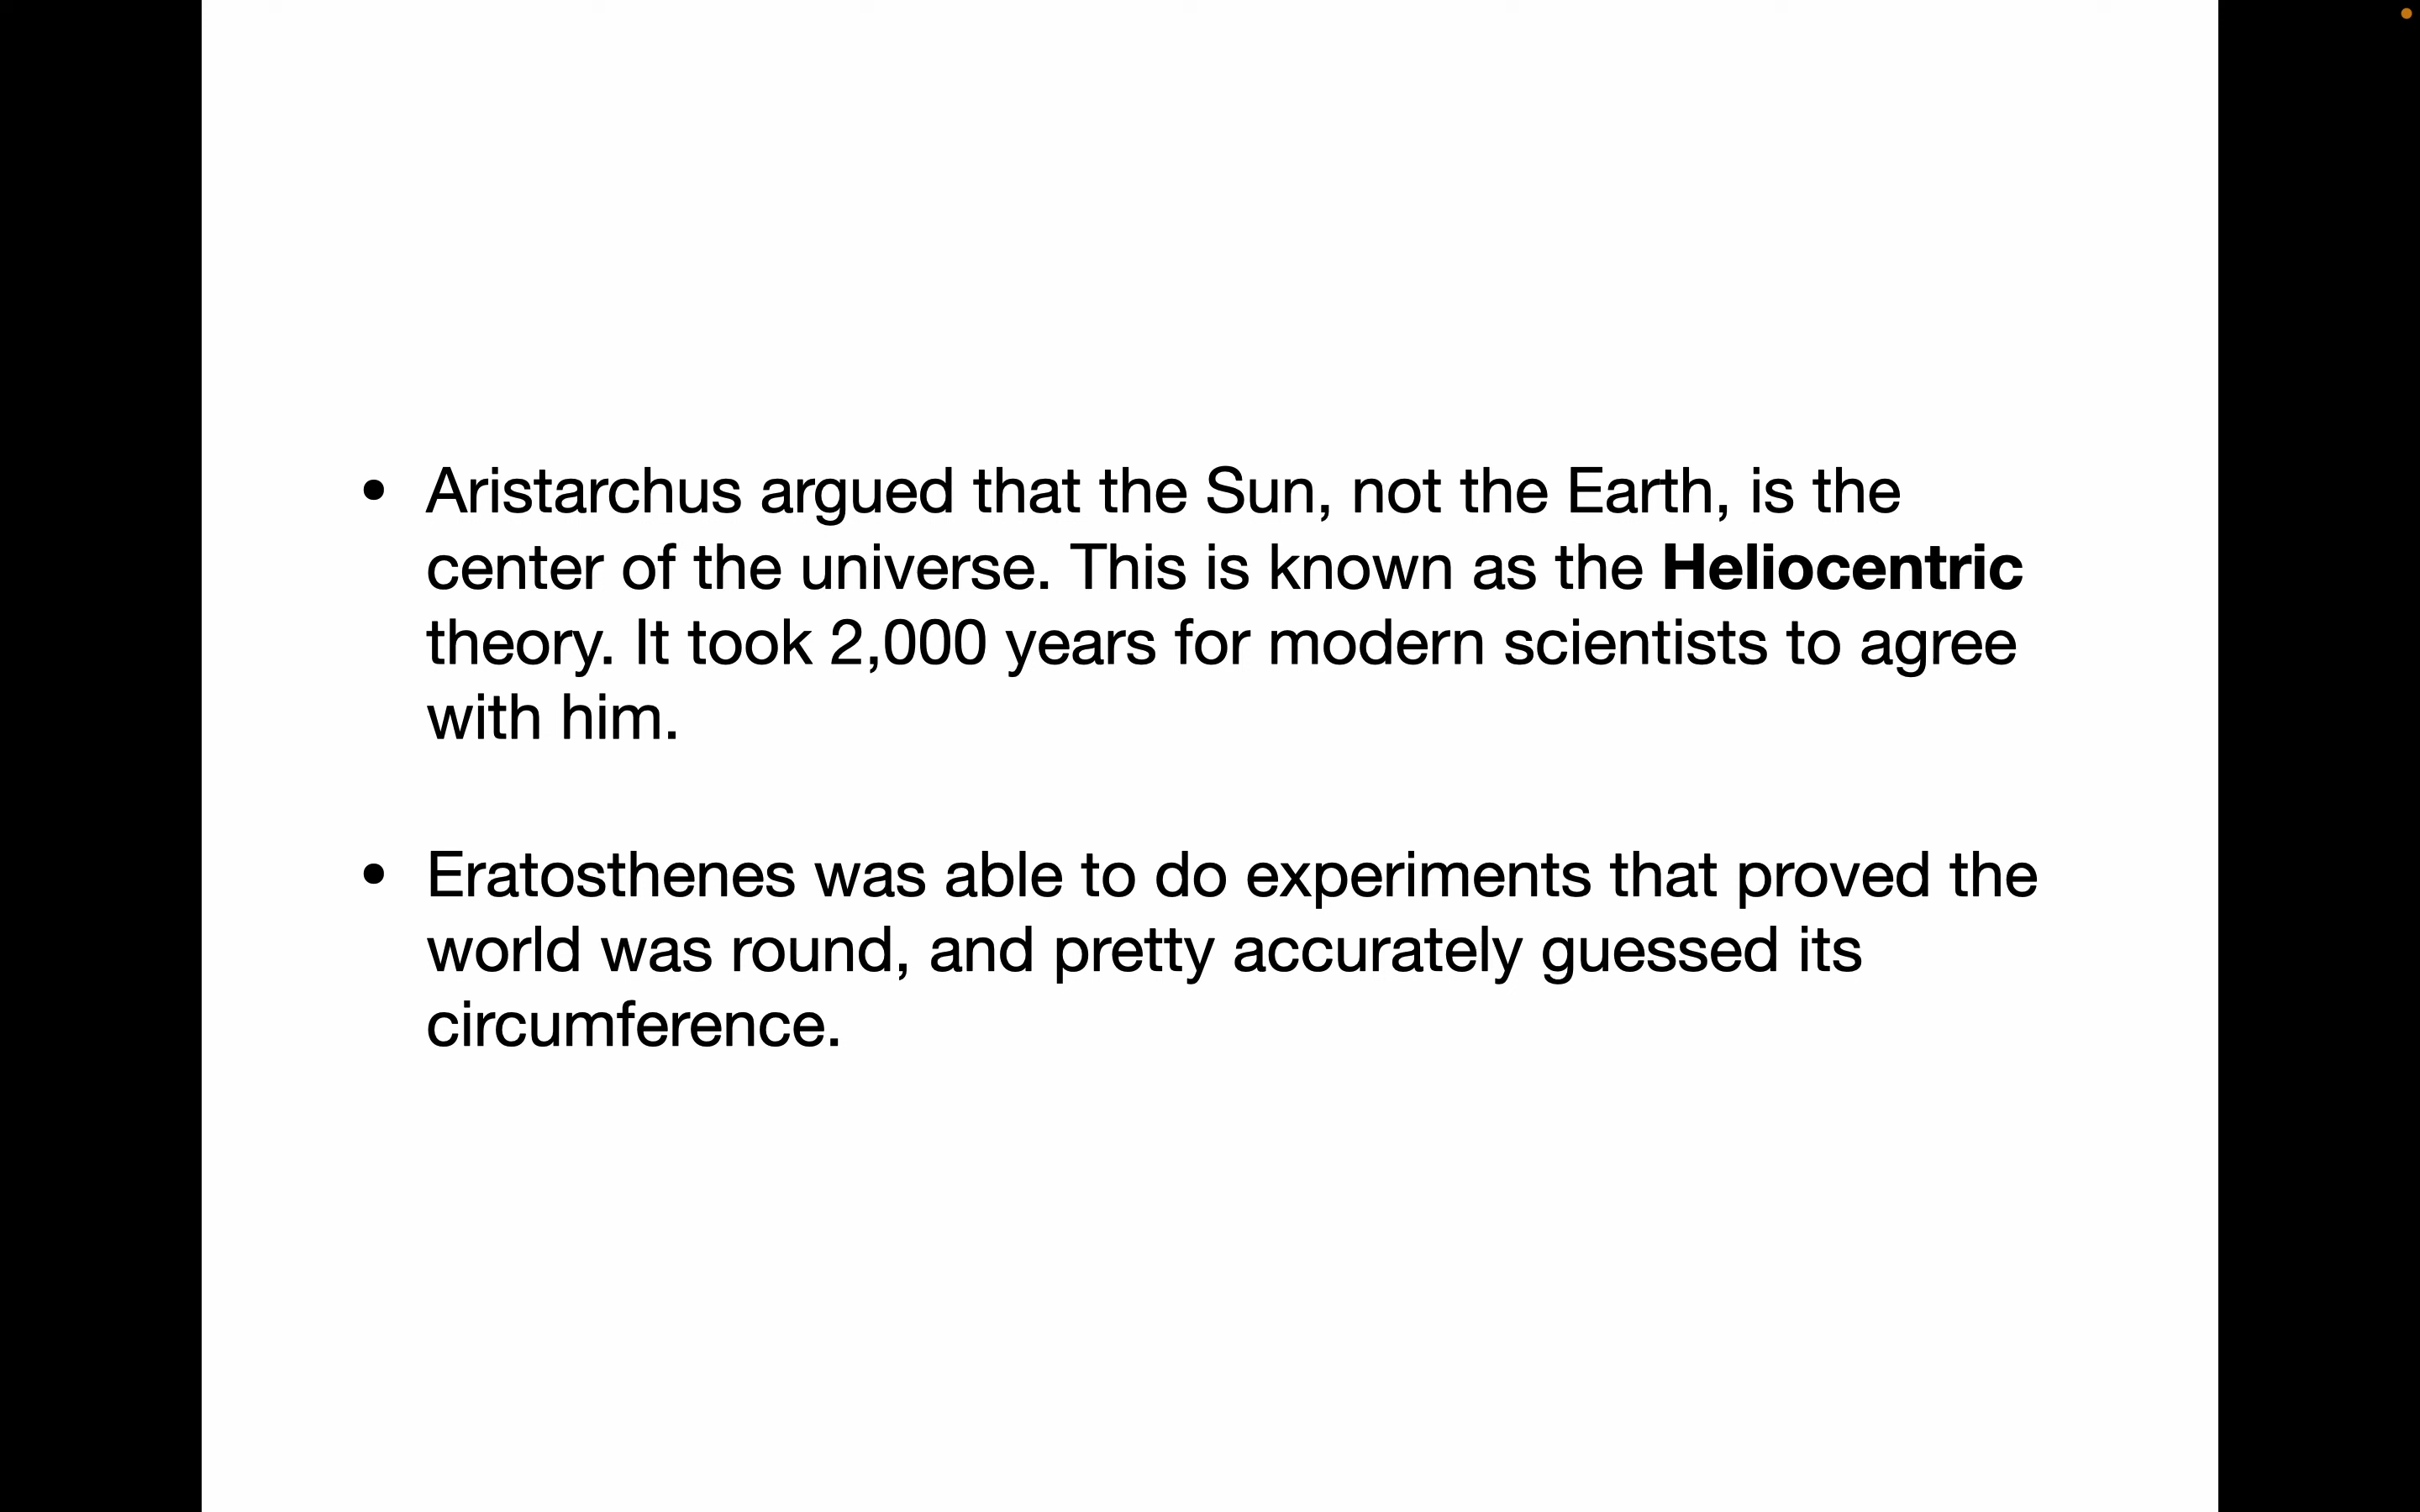 • Aristarchus argued that the Sun, not the Earth, is the
center of the universe. This is known as the Heliocentric
theory. It took 2,000 years for modern scientists to agree
with him.
• Eratosthenes was able to do experiments that proved the
world was round, and pretty accurately guessed its
circumference.